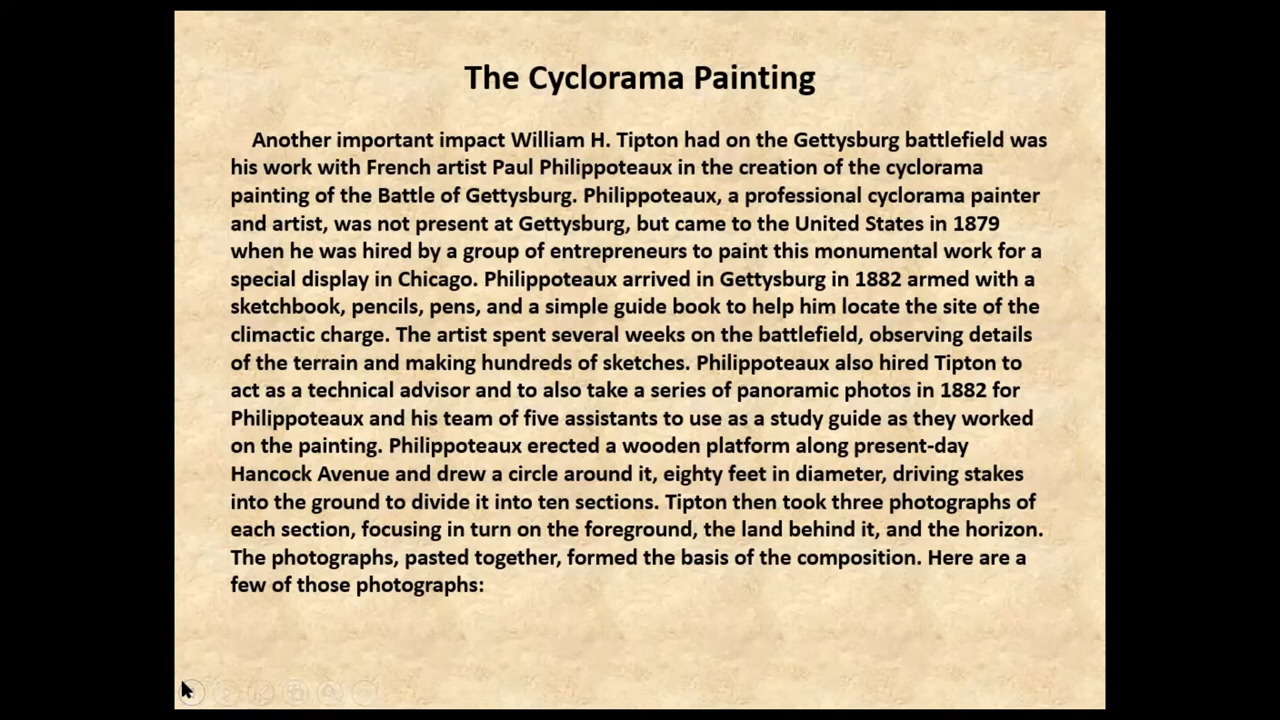 The Cyclorama Painting
Another important impact William H. Tipton had on the Gettysburg battlefield was
his work with French artist Paul Philippoteaux in the creation of the cyclorama
painting of the Battle of Gettysburg. Philippoteaux, a professional cyclorama painter
and artist, was not present at Gettysburg, but came to the United States in 1879
when he was hired by a group of entrepreneurs to paint this monumental work for a
special display in Chicago. Philippoteaux arrived in Gettysburg in 1882 armed with a
sketchbook, pencils, pens, and a simple guide book to help him locate the site of the
climactic charge. The artist spent several weeks on the battlefield, observing details
of the terrain and making hundreds of sketches. Philippoteaux also hired Tipton to
act as a technical advisor and to also take a series of panoramic photos in 1882 for
Philippoteaux and his team of five assistants to use as a study guide as they worked
on the painting. Philippoteaux erected a wooden platform along present-day
Hancock Avenue and drew a circle around it, eighty feet in diameter, driving stakes
into the ground to divide it into ten sections. Tipton then took three photographs of
each section, focusing in turn on the foreground, the land behind it, and the horizon.
The photographs, pasted together, formed the basis of the composition. Here are a
few of those photographs: